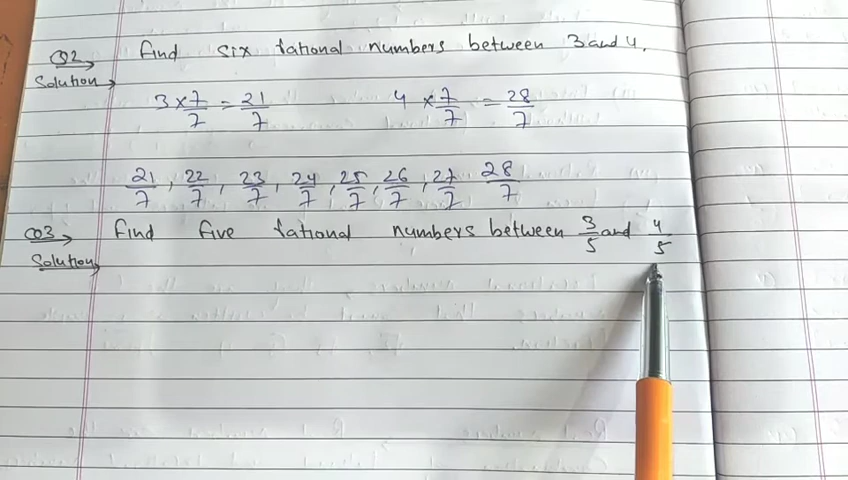 Q2 → Find six rational numbers between 3 and 4.
Solution →
3 × 7/7 = 21/7 4 × 7/7 = 28/7
21/7, 22/7, 23/7, 24/7, 25/7, 26/7, 27/7 28/7
Q3 → Find five rational numbers between 3/5 and 4/5
Solution →